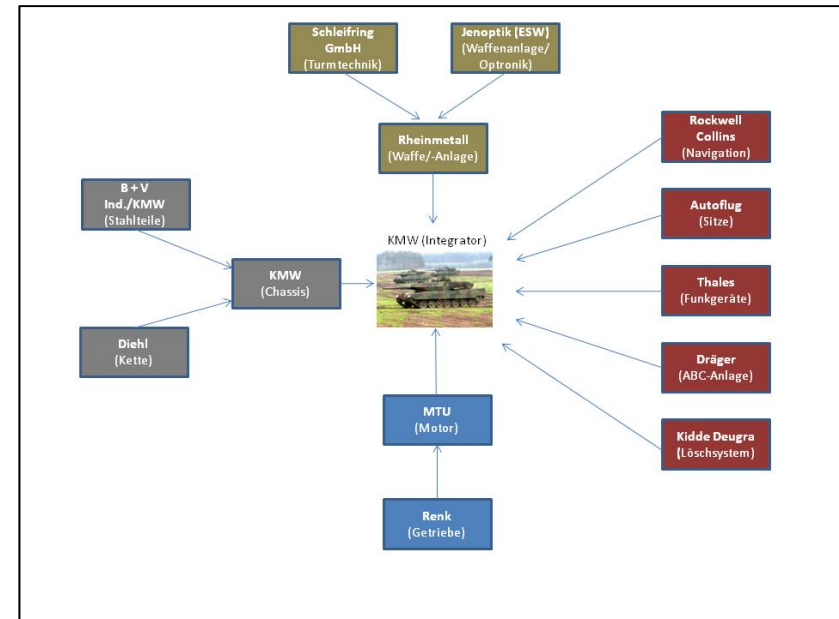 Schleifring
GmbH
(Turmtechnik)
Jenoptik (ESW)
(Waffenanlage/
Optronik)
Rheinmetall
(Waffe/-Anlage)
Rockwell
Collins
(Navigation)
B + V
Ind./KMW
(Stahlteile)
Autoflug
(Sitze)
KMW (Integrator)
KMW
(Chassis)
Thales
(Funkgeräte)
Diehl
(Kette)
Dräger
(ABC-Anlage)
MTU
(Motor)
Kidde Deugra
(Löschsystem)
Renk
(Getriebe)